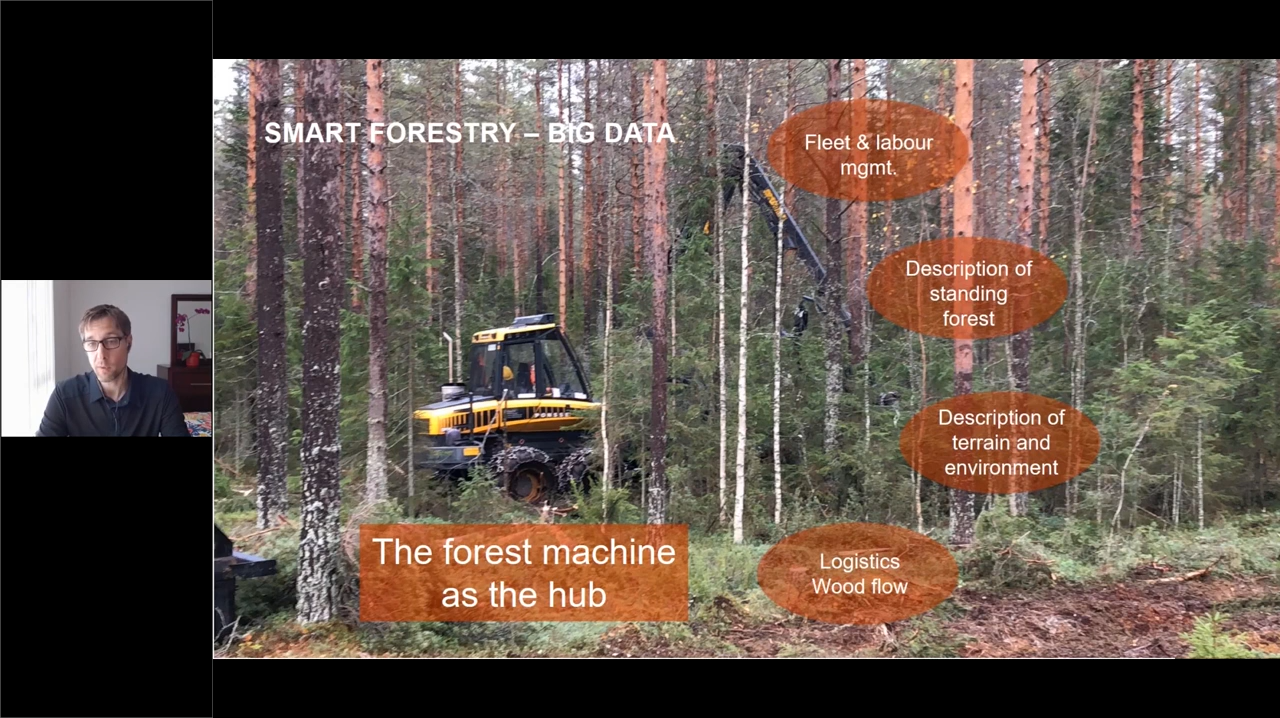 SMART FORESTRY – BIG DATA
Fleet & labour
mgmt.
Description of
standing
forest
Description of
terrain and
environment
PONSSE
The forest machine
as the hub
Logistics
Wood flow